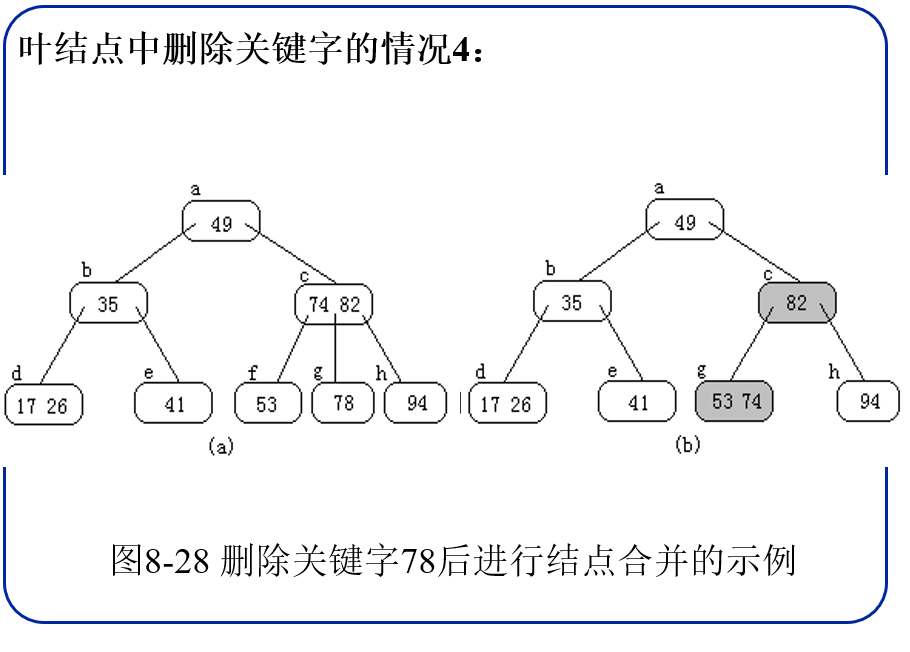 叶结点中删除关键字的情况4：
a a
49 49
b c b c
35 74 82 35 82
d e f g h d e g h
17 26 41 53 78 94 17 26 41 53 74 94
(a) (b)
图8-28 删除关键字78后进行结点合并的示例